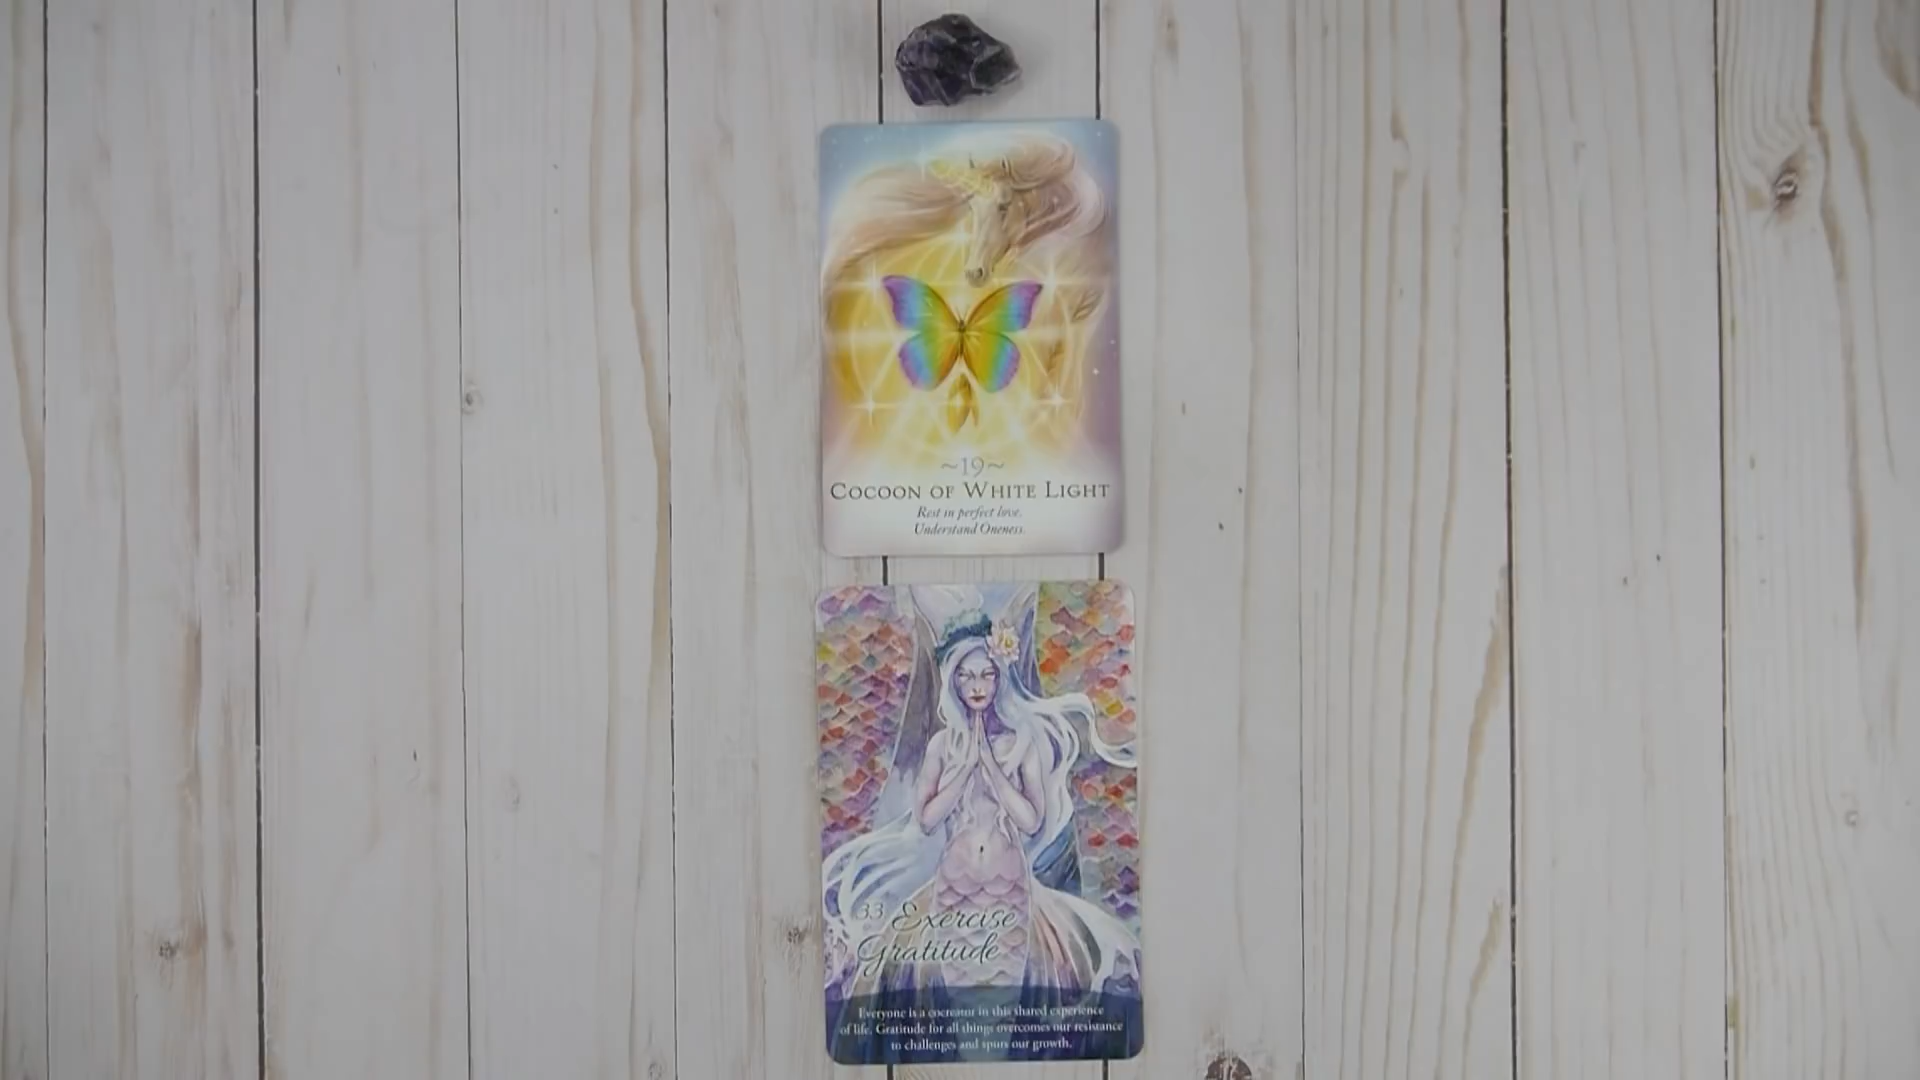 ~19~
COCOON OF WHITE LIGHT
Rest in perfect love.
Understand Oneness.
33 Exercise
Gratitude
Everyone is a cocreator in this shared experience
of life. Gratitude for all things overcomes our resistance
to challenges and spurs our growth.